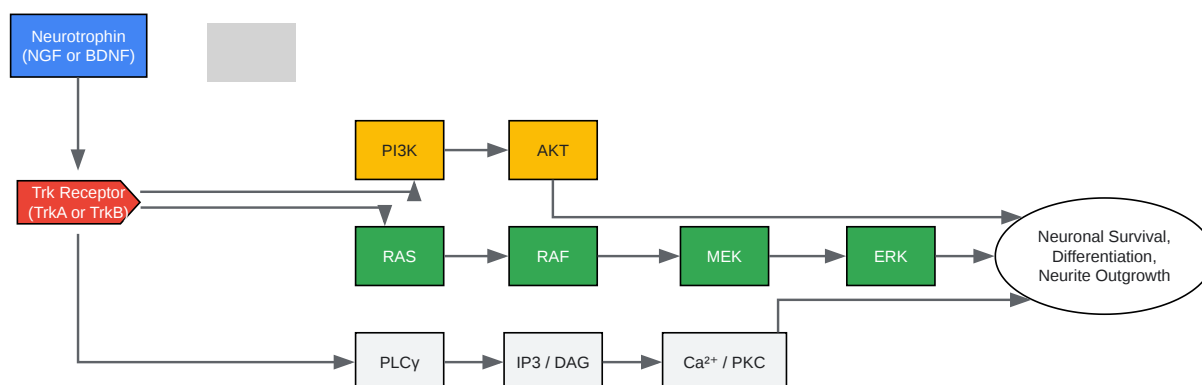 Neurotrophin
(NGF or BDNF)
PI3K
AKT
Trk Receptor
(TrkA or TrkB)
RAS
RAF
MEK
ERK
Neuronal Survival,
Differentiation,
Neurite Outgrowth
PLCγ
IP3 / DAG
Ca²⁺ / PKC